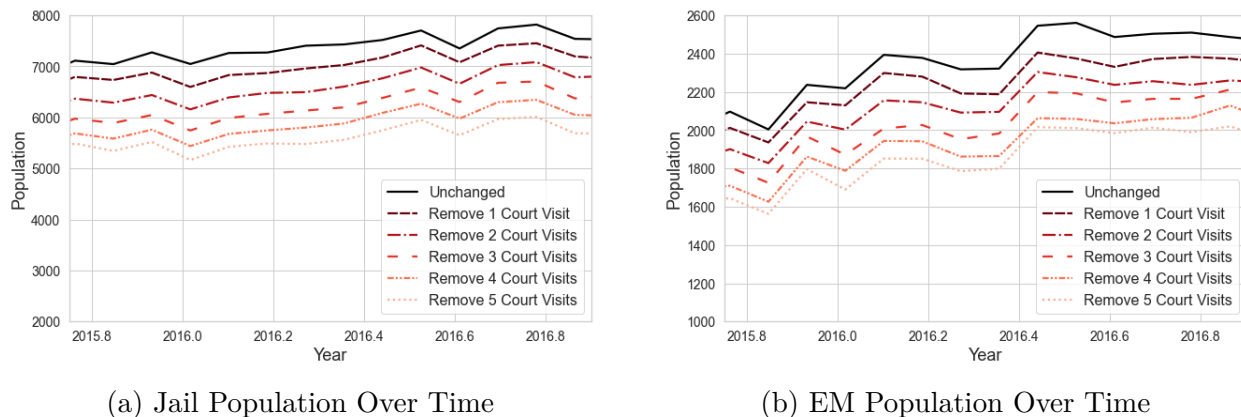 8000
7000
6000
5000
4000
3000
2000
Population
2015.8 2016.0 2016.2 2016.4 2016.6 2016.8
Year
Unchanged
Remove 1 Court Visit
Remove 2 Court Visits
Remove 3 Court Visits
Remove 4 Court Visits
Remove 5 Court Visits
(a) Jail Population Over Time
2600
2400
2200
2000
1800
1600
1400
1200
1000
Population
2015.8 2016.0 2016.2 2016.4 2016.6 2016.8
Year
Unchanged
Remove 1 Court Visit
Remove 2 Court Visits
Remove 3 Court Visits
Remove 4 Court Visits
Remove 5 Court Visits
(b) EM Population Over Time